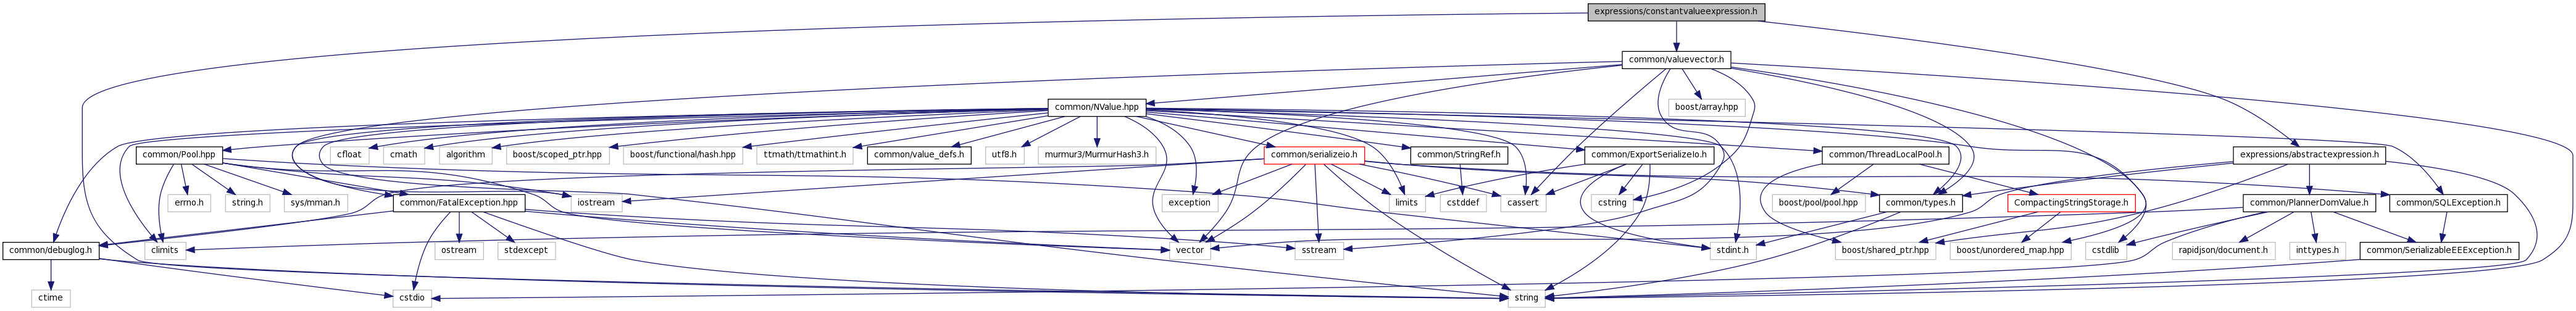 expressions/constantvalueexpression.h
common/valuevector.h
common/NValue.hpp
boost/array.hpp
common/Pool.hpp
cfloat
cmath
algorithm
boost/scoped_ptr.hpp
boost/functional/hash.hpp
ttmath/ttmathint.h
common/value_defs.h
utf8.h
murmur3/MurmurHash3.h
common/serializeio.h
common/StringRef.h
common/ExportSerializeIo.h
common/ThreadLocalPool.h
expressions/abstractexpression.h
errno.h
string.h
sys/mman.h
common/FatalException.hpp
iostream
exception
limits
cstddef
cassert
cstring
boost/pool/pool.hpp
common/types.h
CompactingStringStorage.h
common/PlannerDomValue.h
common/SQLException.h
common/debuglog.h
climits
ostream
stdexcept
vector
sstream
stdint.h
boost/shared_ptr.hpp
boost/unordered_map.hpp
cstdlib
rapidjson/document.h
inttypes.h
common/SerializableEEException.h
ctime
cstdio
string